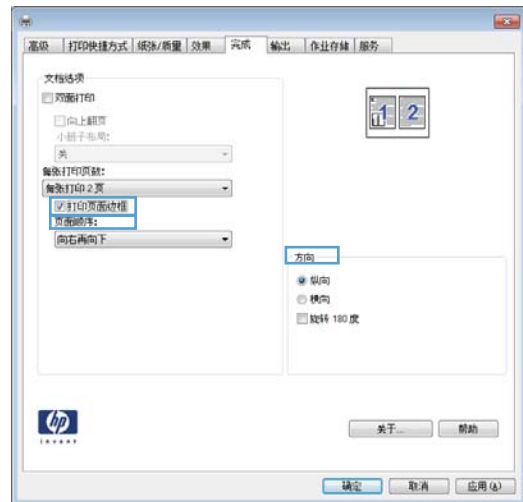 高级 打印快捷方式 纸张/质量 效果 完成 输出 作业存储 服务
文档选项
双面打印
向上翻页
小册子布局:
关
每张打印页数:
每张打印 2 页
打印页面边框
页面顺序:
向右再向下
1 2
方向
纵向
横向
旋转 180 度
hp
invent
关于... 帮助
确定 取消 应用(A)